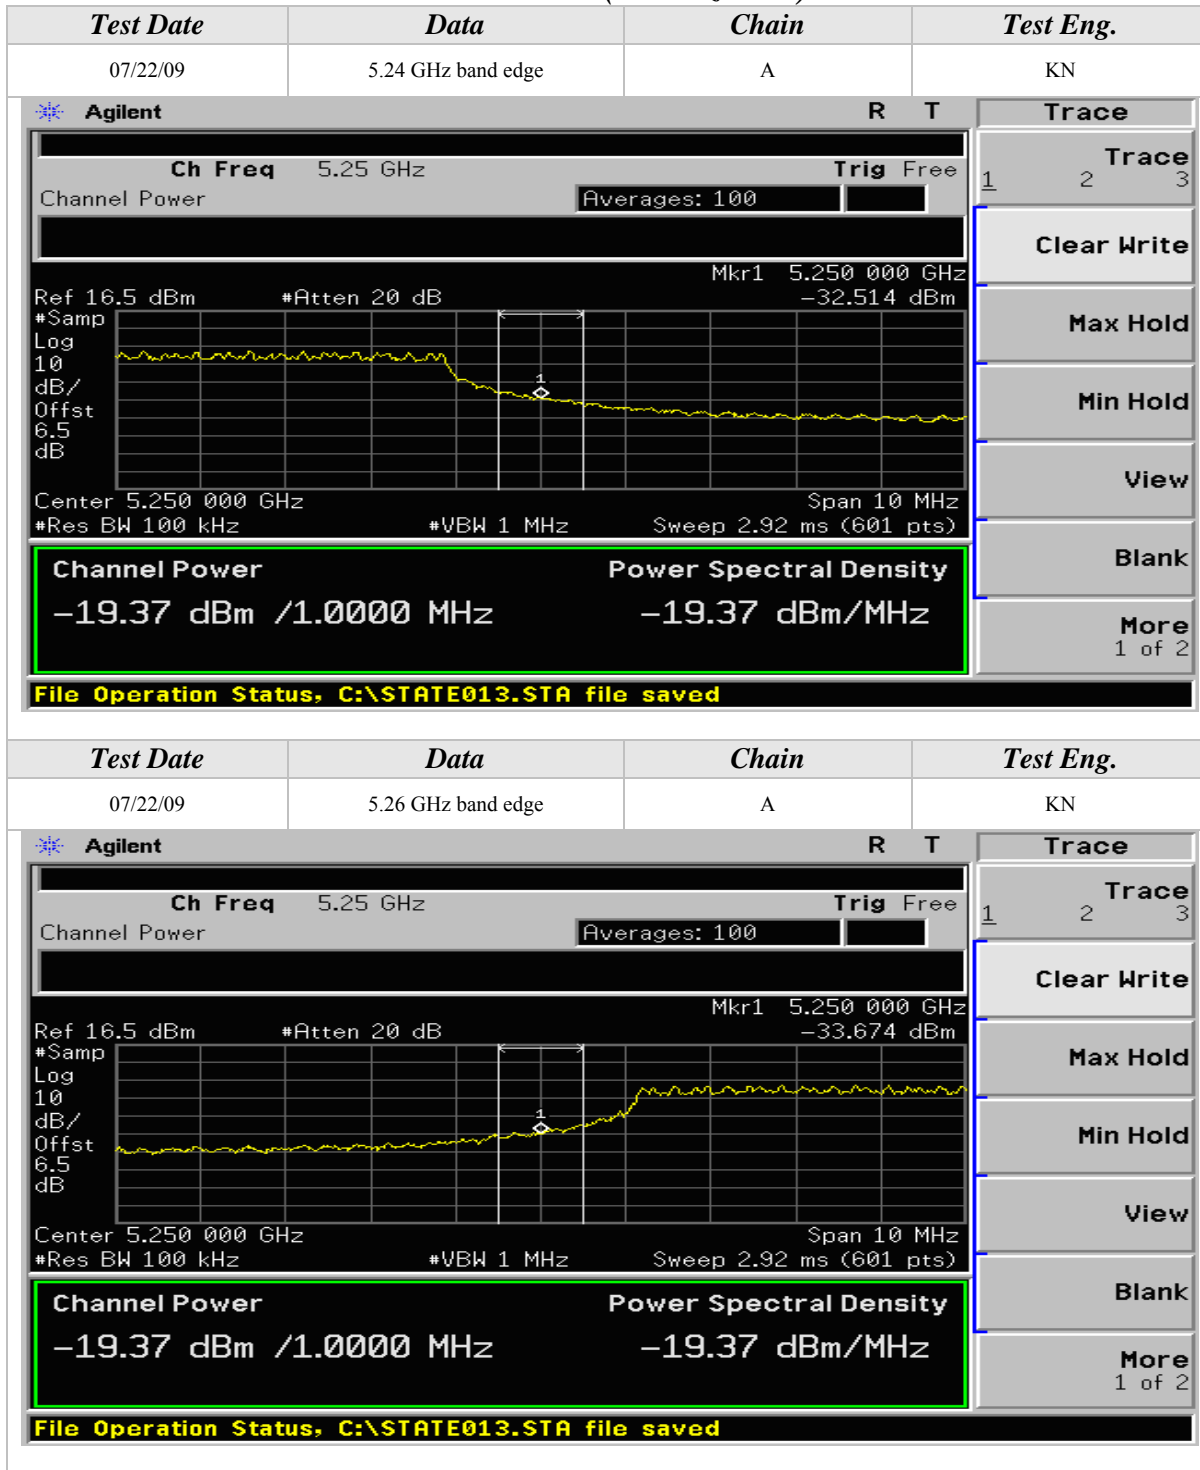 Test Date Data Chain Test Eng.
07/22/09 5.24 GHz band edge A KN
Agilent R T Trace
Ch Freq 5.25 GHz Trig Free
Channel Power Averages: 100
Trace
1 2 3
Clear Write
Mkr1 5.250 000 GHz
Ref 16.5 dBm #Atten 20 dB -32.514 dBm
#Samp
Log
10
dB/
Offst
6.5
dB
1
Max Hold
Min Hold
View
Center 5.250 000 GHz Span 10 MHz
#Res BW 100 kHz #VBW 1 MHz Sweep 2.92 ms (601 pts)
Blank
Channel Power Power Spectral Density
-19.37 dBm /1.0000 MHz -19.37 dBm/MHz
More
1 of 2
File Operation Status, C:\STATE013.STA file saved
Test Date Data Chain Test Eng.
07/22/09 5.26 GHz band edge A KN
Agilent R T Trace
Ch Freq 5.25 GHz Trig Free
Channel Power Averages: 100
Trace
1 2 3
Clear Write
Mkr1 5.250 000 GHz
Ref 16.5 dBm #Atten 20 dB -33.674 dBm
#Samp
Log
10
dB/
Offst
6.5
dB
1
Max Hold
Min Hold
View
Center 5.250 000 GHz Span 10 MHz
#Res BW 100 kHz #VBW 1 MHz Sweep 2.92 ms (601 pts)
Blank
Channel Power Power Spectral Density
-19.37 dBm /1.0000 MHz -19.37 dBm/MHz
More
1 of 2
File Operation Status, C:\STATE013.STA file saved